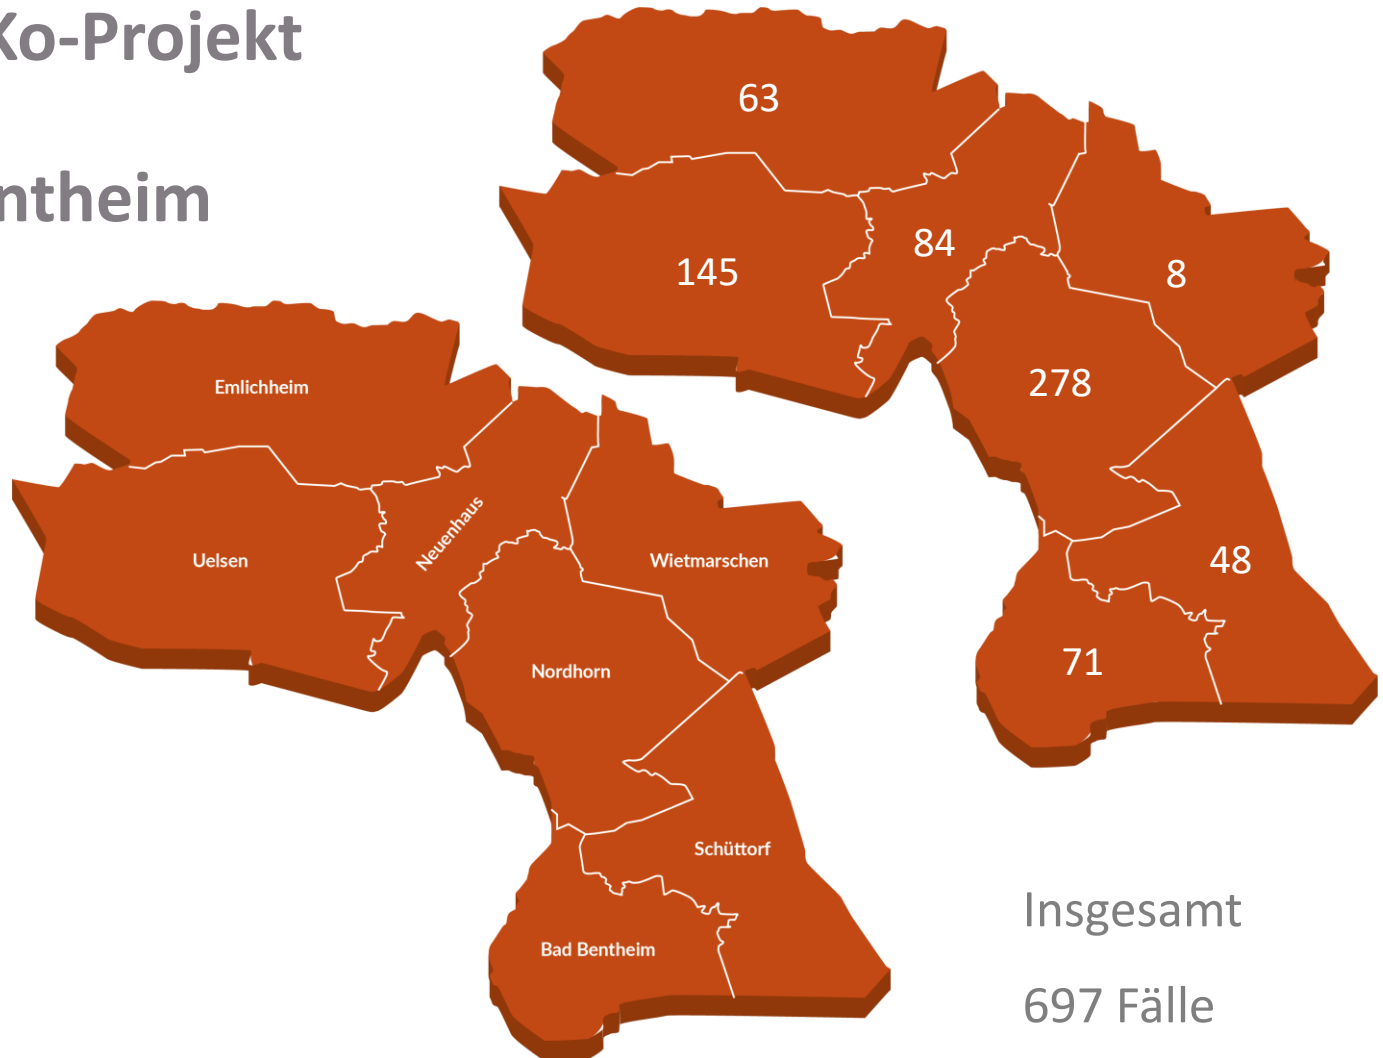 Ko-Projekt
ntheim
63
145
84
8
278
48
71
Emlichheim
Uelsen
Neuenhaus
Wietmarschen
Nordhorn
Schüttorf
Bad Bentheim
Insgesamt
697 Fälle